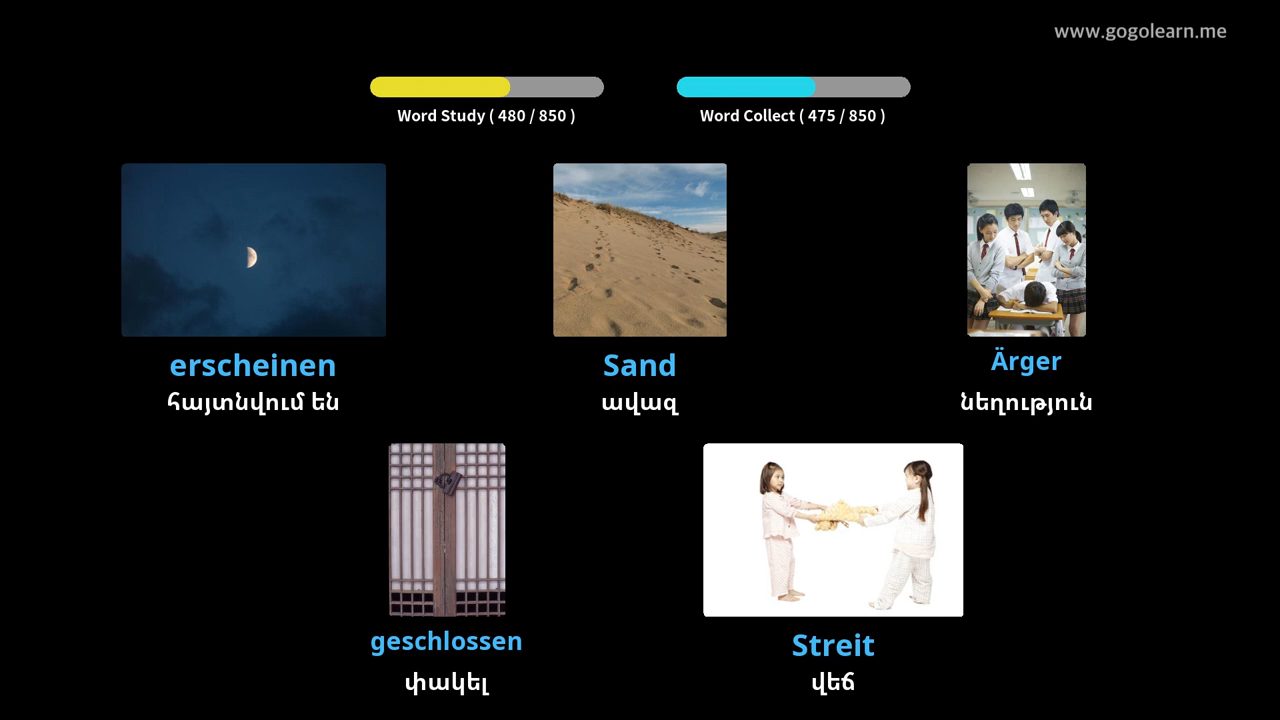 www.gogolearn.me
Word Study ( 480 / 850 )
Word Collect ( 475 / 850 )
erscheinen
հայտնվում են
Sand
ավազ
Ärger
նեղություն
geschlossen
փակել
Streit
վեճ